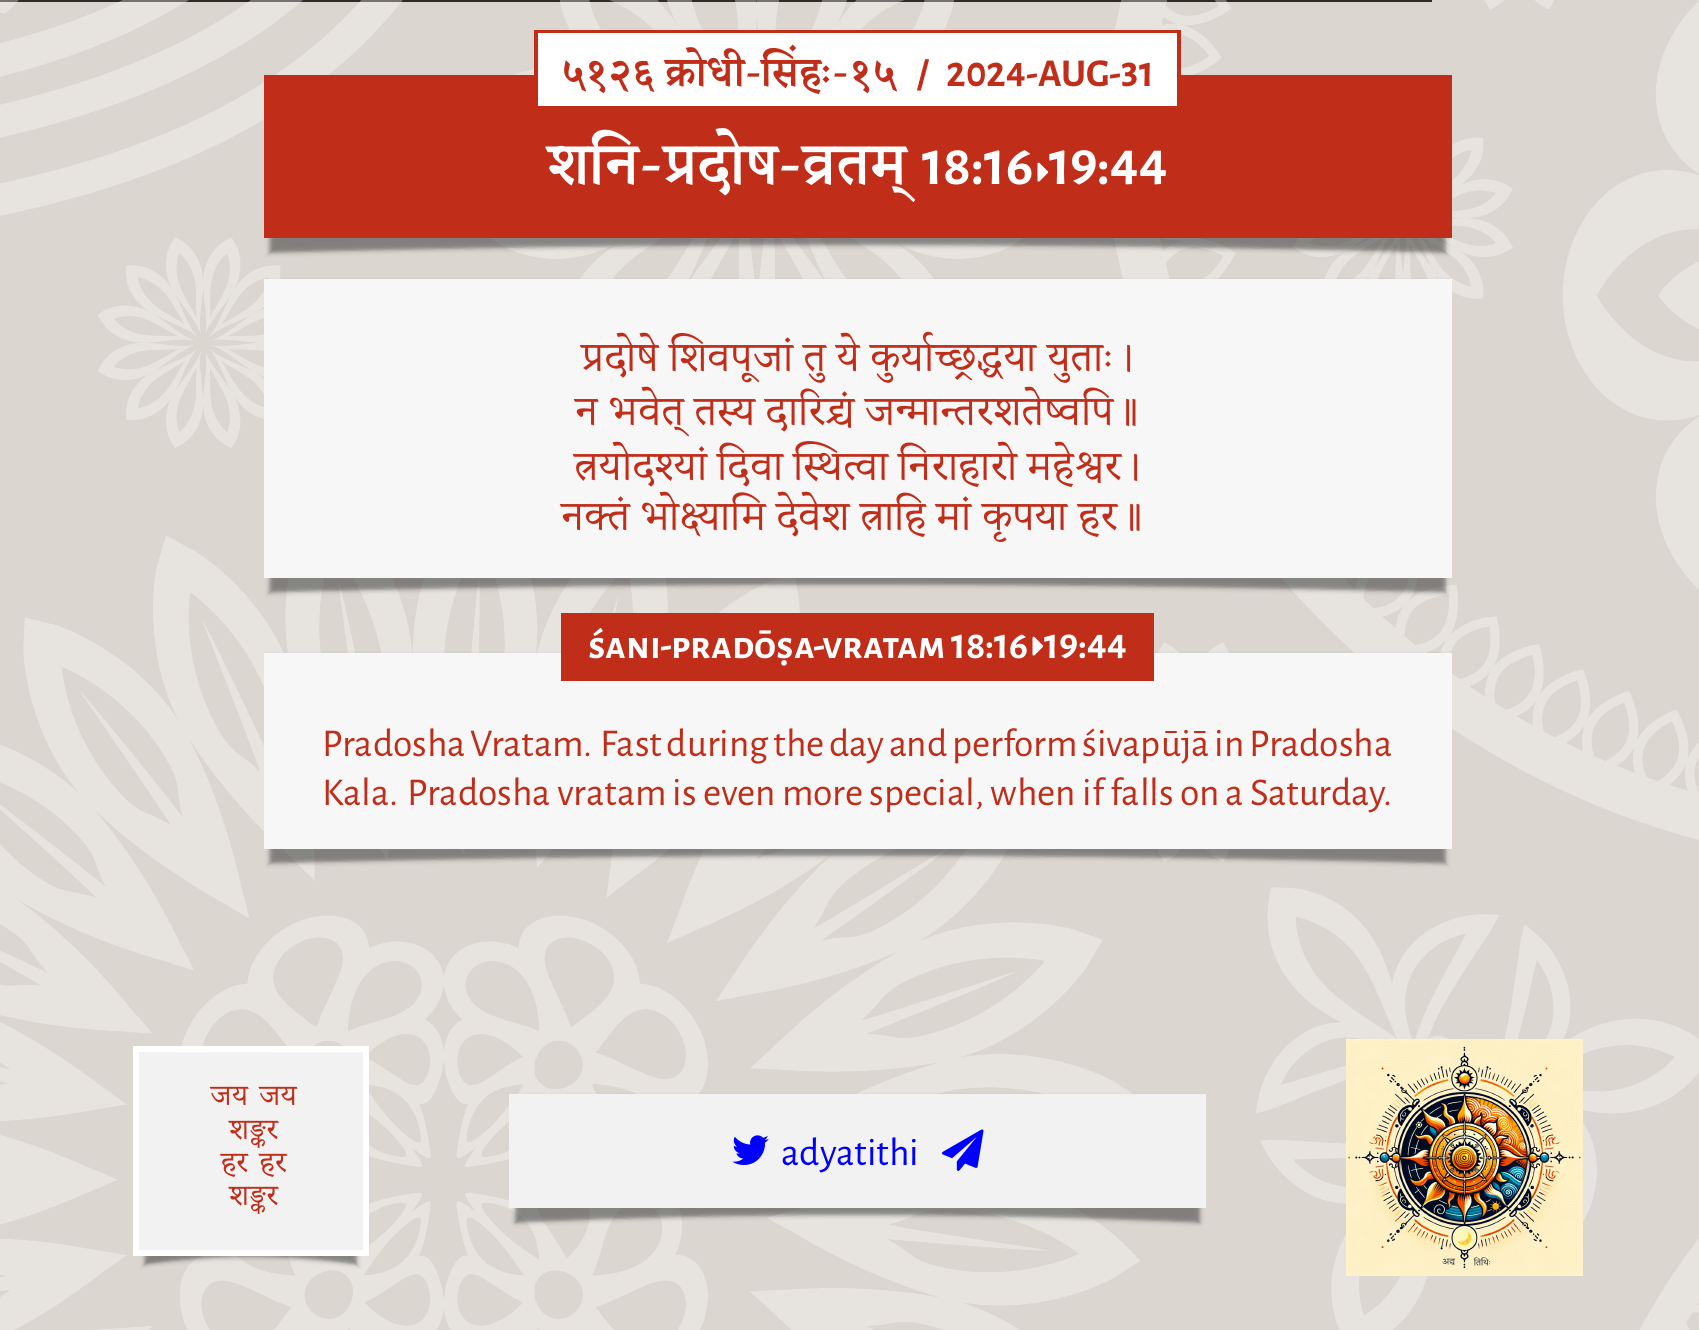 ५१२६ क्रोधी-सिंहः-१५ / 2024-AUG-31
शनि-प्रदोष-व्रतम् 18:16▸19:44
प्रदोषे शिवपूजां तु ये कुर्याच्छ्रद्धया युताः।
न भवेत् तस्य दारिद्र्यं जन्मान्तरशतेष्वपि॥
त्रयोदश्यां दिवा स्थित्वा निराहारो महेश्वर।
नक्तं भोक्ष्यामि देवेश त्राहि मां कृपया हर॥
ŚANI-PRADŌṢA-VRATAM 18:16▸19:44
Pradosha Vratam. Fast during the day and perform śivapūjā in Pradosha
Kala. Pradosha vratam is even more special, when if falls on a Saturday.
जय जय
शङ्कर
हर हर
शङ्कर
adyatithi
अद्य तिथिः